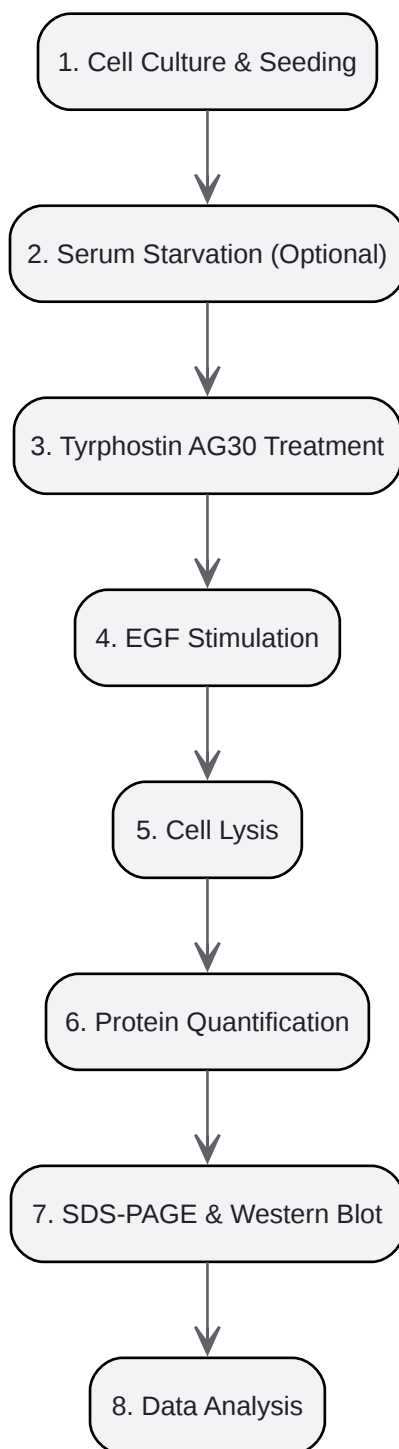 1. Cell Culture & Seeding
2. Serum Starvation (Optional)
3. Tyrphostin AG30 Treatment
4. EGF Stimulation
5. Cell Lysis
6. Protein Quantification
7. SDS-PAGE & Western Blot
8. Data Analysis